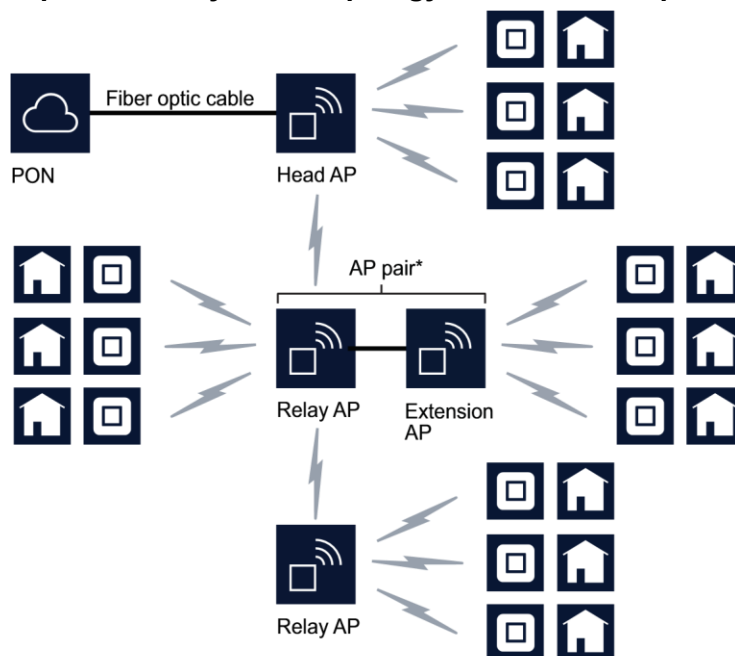 Fiber optic cable
PON
Head AP
AP pair*
Relay AP
Extension
AP
Relay AP